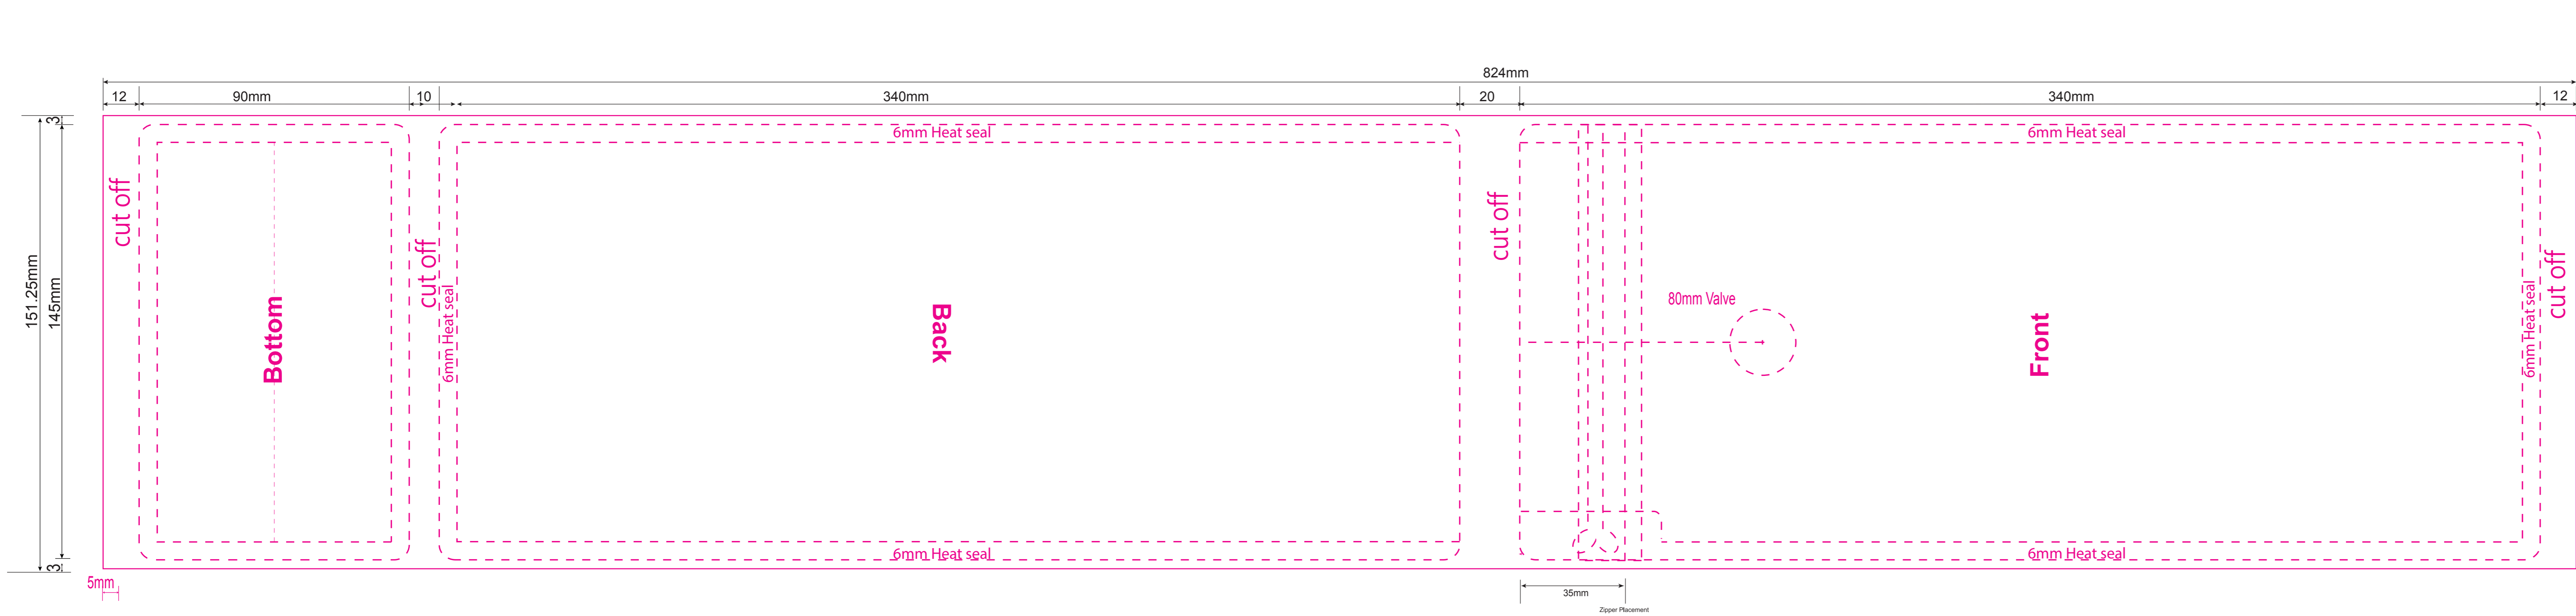 824mm
12
90mm
10
340mm
20
340mm
12
3
151.25mm
145mm
3
5mm
cut off
Bottom
cut off
6mm Heat seal
6mm Heat seal
Back
6mm Heat seal
cut off
6mm Heat seal
80mm Valve
Front
6mm Heat seal
6mm Heat seal
cut off
35mm
Zipper Placement